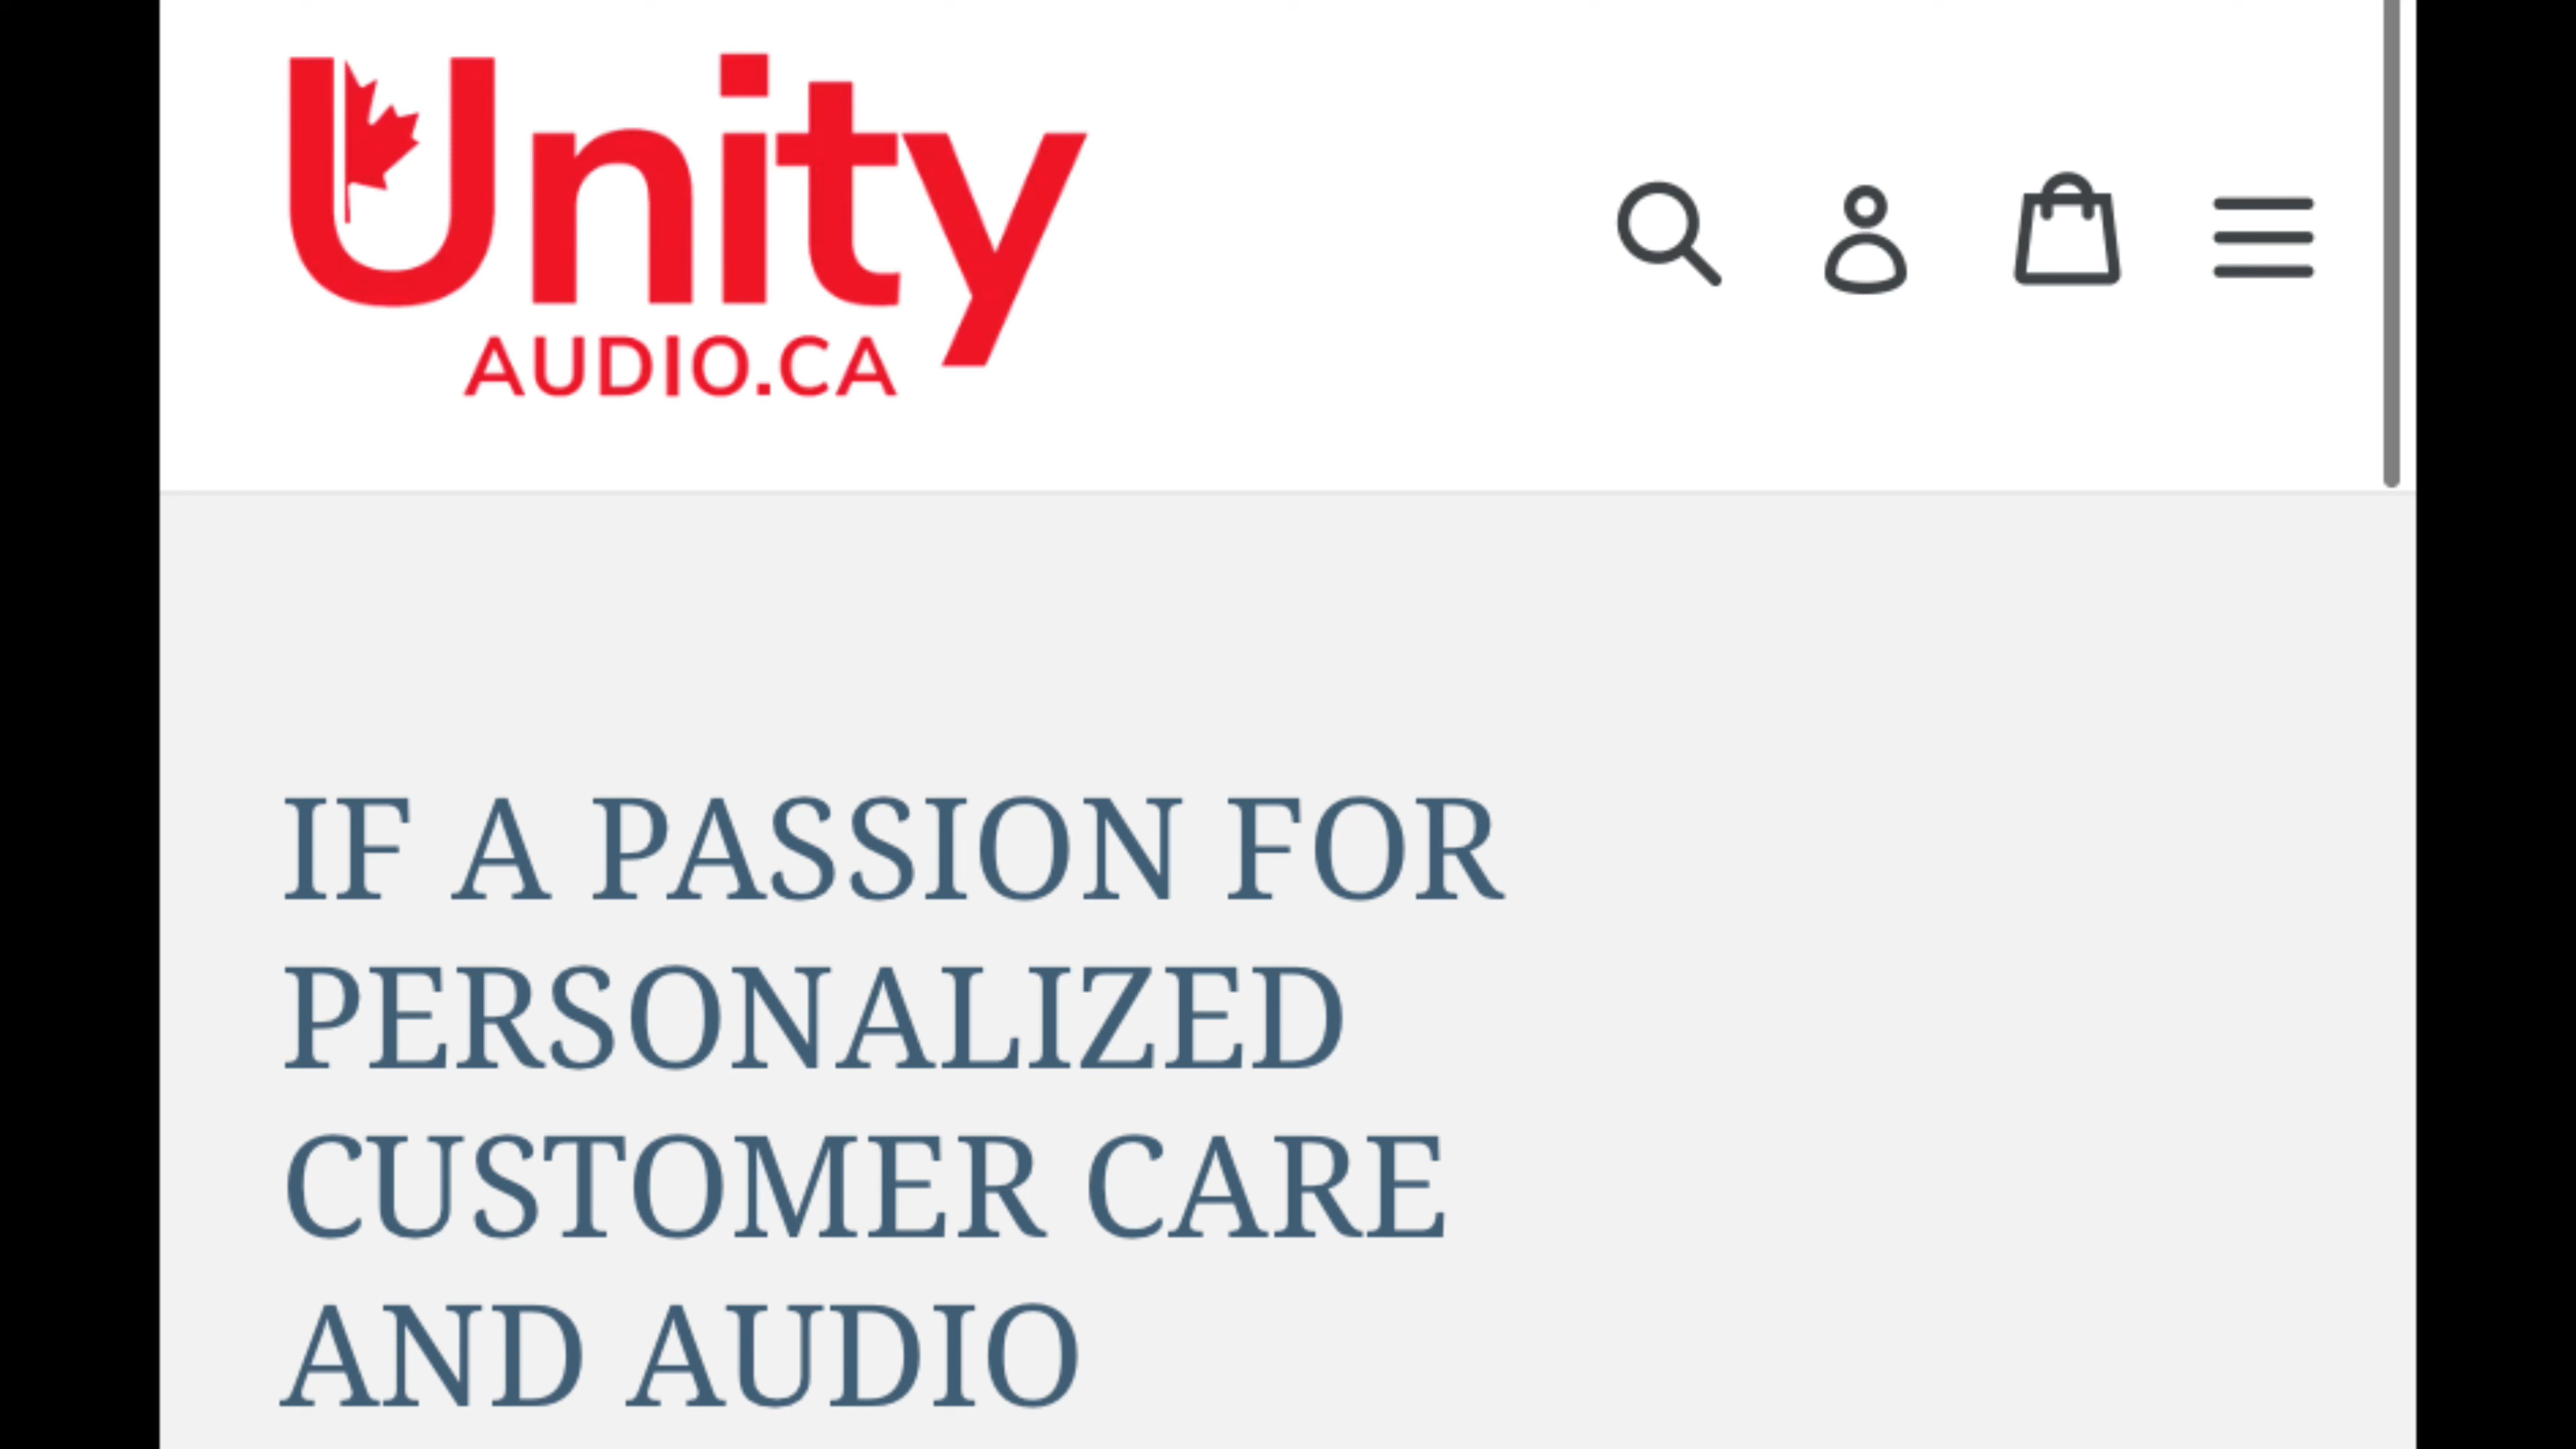 Unity
AUDIO.CA
IF A PASSION FOR
PERSONALIZED
CUSTOMER CARE
AND AUDIO